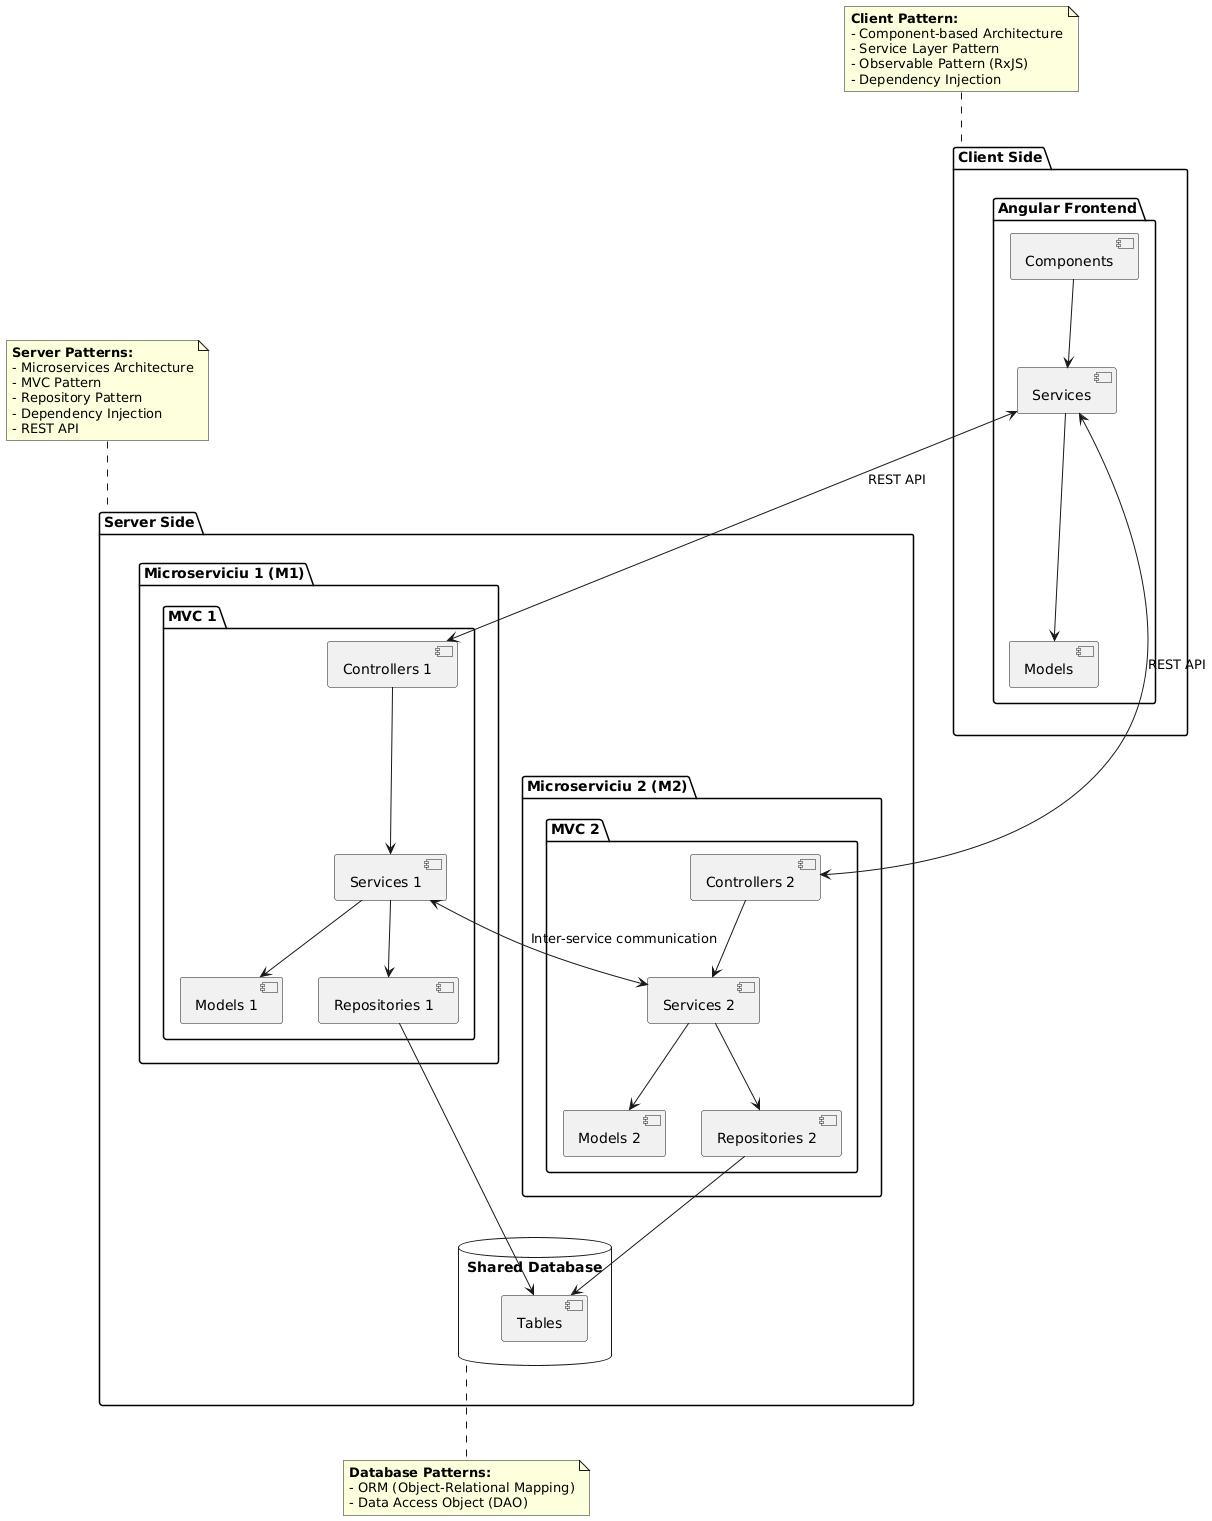 Client Pattern:
- Component-based Architecture
- Service Layer Pattern
- Observable Pattern (RxJS)
- Dependency Injection
Client Side
Angular Frontend
Components
Services
REST API
REST API
Models
Server Patterns:
- Microservices Architecture
- MVC Pattern
- Repository Pattern
- Dependency Injection
- REST API
Server Side
Microserviciu 1 (M1)
MVC 1
Controllers 1
Services 1
Models 1
Repositories 1
Inter-service communication
Microserviciu 2 (M2)
MVC 2
Controllers 2
Services 2
Models 2
Repositories 2
Shared Database
Tables
Database Patterns:
- ORM (Object-Relational Mapping)
- Data Access Object (DAO)